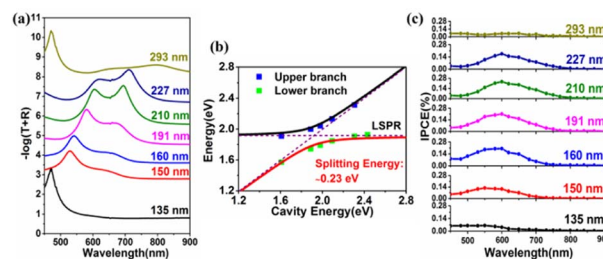 (a)
11
10
9
8
7
6
5
4
3
2
1
0
-log(T+R)
293 nm
227 nm
210 nm
191 nm
160 nm
150 nm
135 nm
500 600 700 800 900
Wavelength(nm)
(b)
2.8
2.4
2.0
1.6
1.2
Energy(eV)
Upper branch
Lower branch
LSPR
Splitting Energy:
~0.23 eV
1.2 1.6 2.0 2.4 2.8
Cavity Energy(eV)
(c)
0.28
0.14
0.00
293 nm
0.28
0.14
0.00
227 nm
0.28
0.14
0.00
210 nm
0.28
0.14
0.00
191 nm
0.28
0.14
0.00
160 nm
0.28
0.14
0.00
150 nm
0.28
0.14
0.00
135 nm
IPCE(%)
500 600 700 800 900
Wavelength(nm)